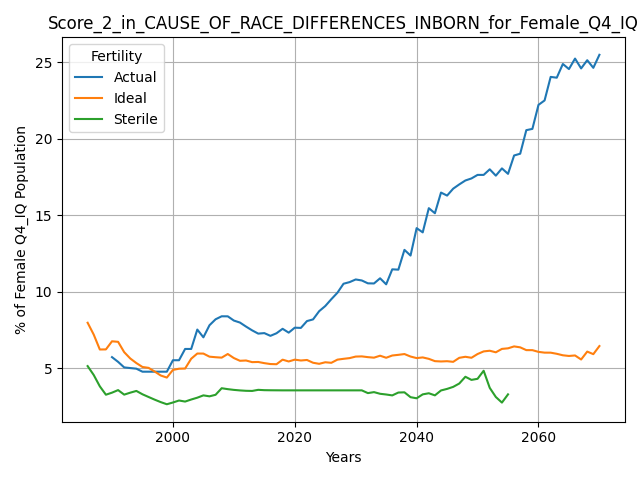 Score_2_in_CAUSE_OF_RACE_DIFFERENCES_INBORN_for_Female_Q4_IQ
Fertility
Actual
Ideal
Sterile
% of Female Q4_IQ Population
25
20
15
10
5
2000 2020 2040 2060
Years